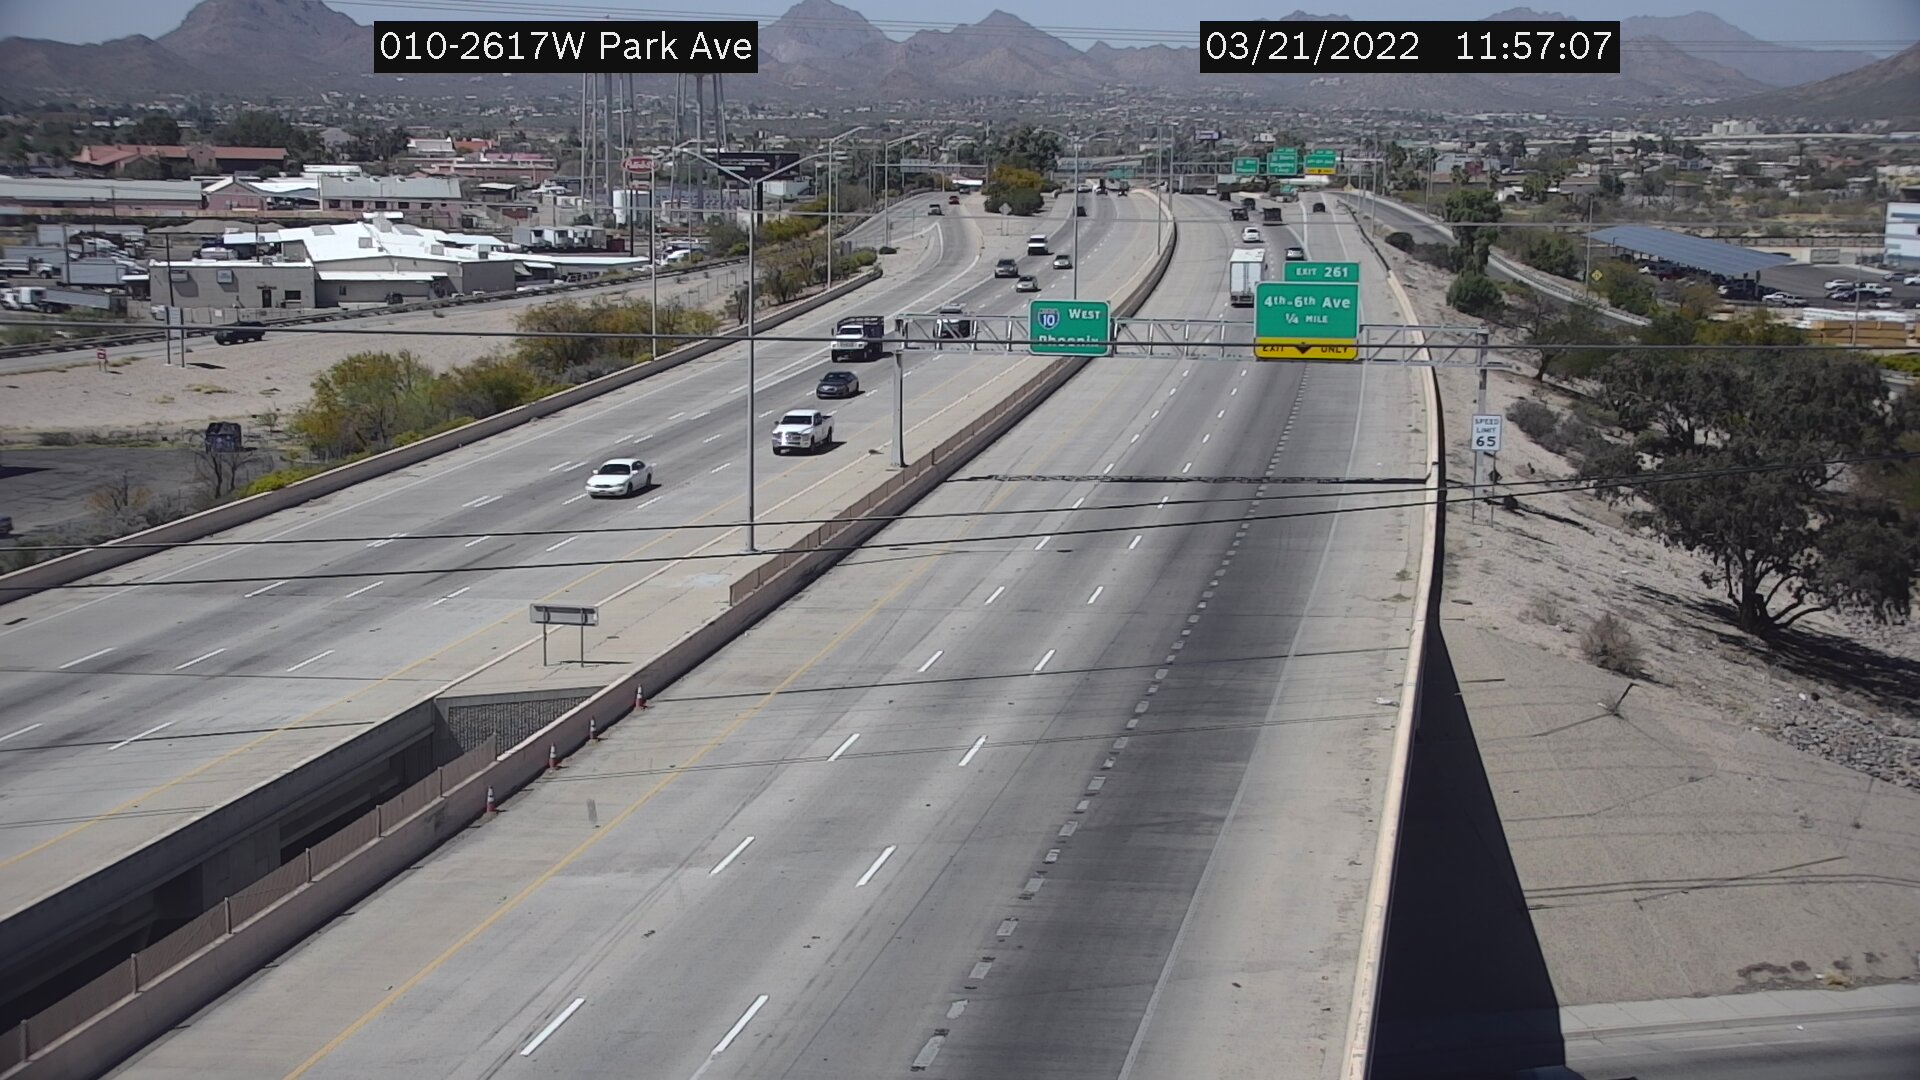 010-2617W Park Ave
03/21/2022 11:57:07
EXIT 261
4th-6th Ave
1/4 MILE
EXIT ONLY
10 WEST
Phoenix
SPEED
LIMIT
65